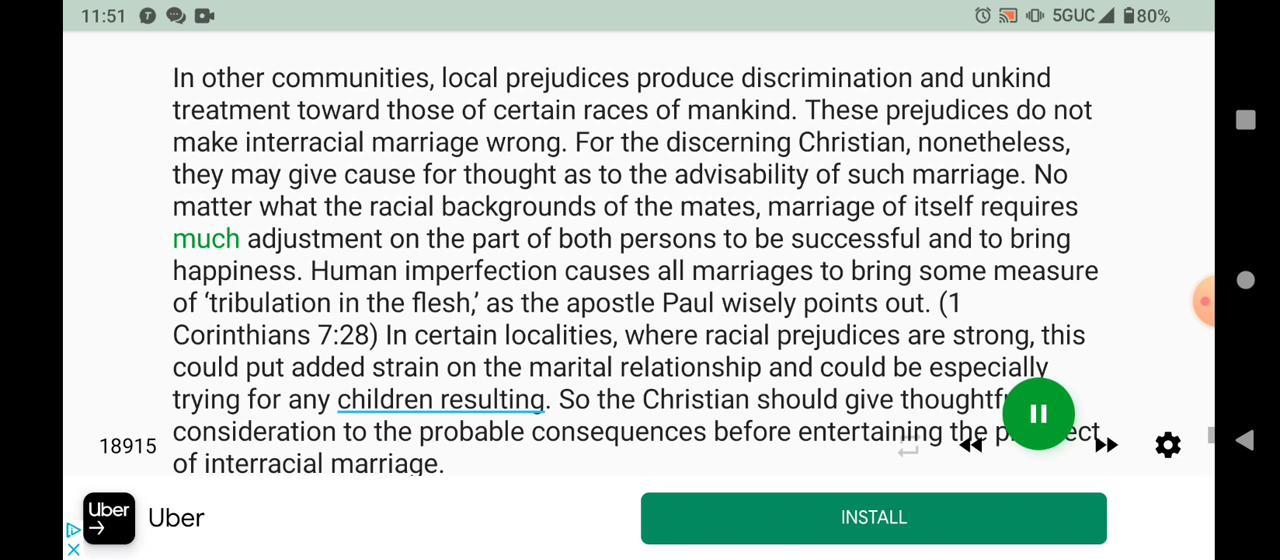 11:51 5GUC 80%
In other communities, local prejudices produce discrimination and unkind
treatment toward those of certain races of mankind. These prejudices do not
make interracial marriage wrong. For the discerning Christian, nonetheless,
they may give cause for thought as to the advisability of such marriage. No
matter what the racial backgrounds of the mates, marriage of itself requires
much adjustment on the part of both persons to be successful and to bring
happiness. Human imperfection causes all marriages to bring some measure
of ‘tribulation in the flesh,’ as the apostle Paul wisely points out. (1
Corinthians 7:28) In certain localities, where racial prejudices are strong, this
could put added strain on the marital relationship and could be especially
trying for any children resulting. So the Christian should give
consideration to the probable consequences before entertaining the
of interracial marriage.
18915
Uber
Uber
INSTALL